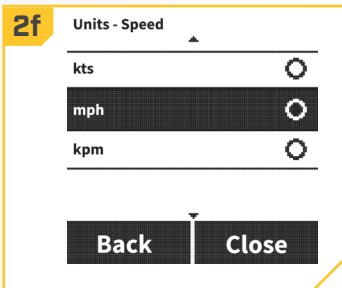 2f
Units - Speed
kts
mph
kpm
Back Close